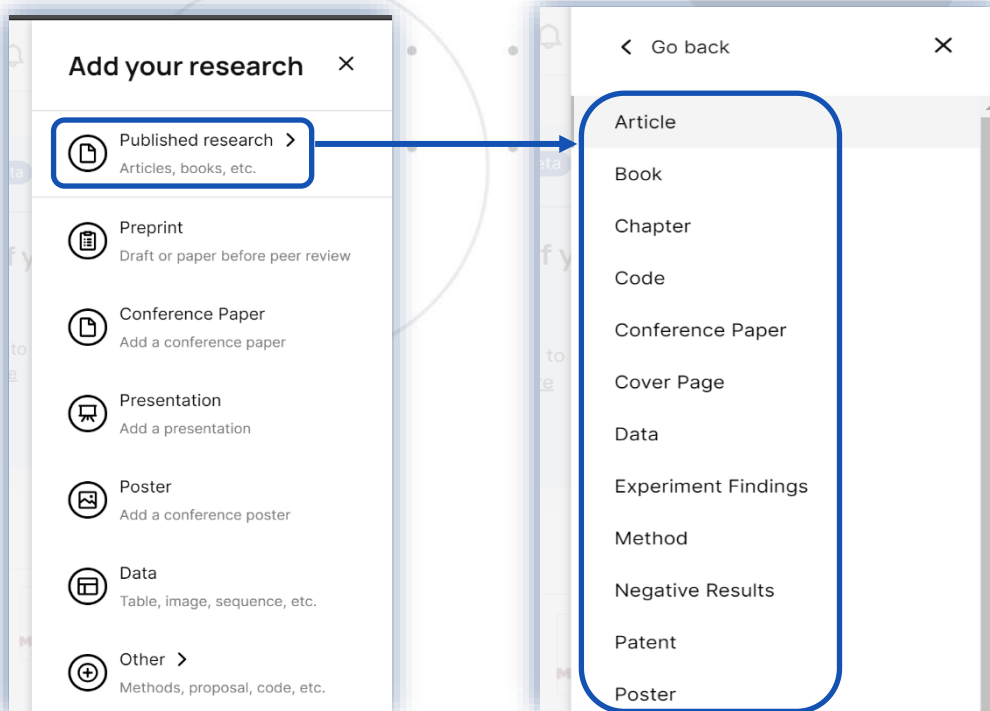 Add your research
Published research
Articles, books, etc.
Preprint
Draft or paper before peer review
Conference Paper
Add a conference paper
Presentation
Add a presentation
Poster
Add a conference poster
Data
Table, image, sequence, etc.
Other
Methods, proposal, code, etc.
Go back
Article
Book
Chapter
Code
Conference Paper
Cover Page
Data
Experiment Findings
Method
Negative Results
Patent
Poster